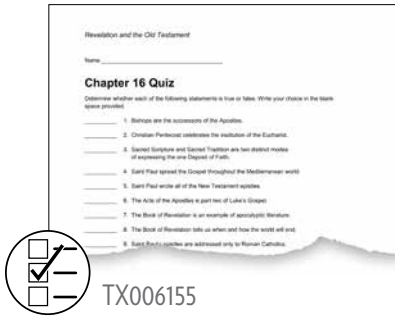 Revelation and the Old Testament
Name
Chapter 16 Quiz
Determine whether each of the following statements is true or false. Write your choice in the blank
space provided.
1. Bishops are the successors of the Apostles.
2. Christian Pentecost celebrates the institution of the Eucharist.
3. Sacred Scripture and Sacred Tradition are two distinct modes
of expressing the one Deposit of Faith.
4. Saint Paul spread the Gospel throughout the Mediterranean world.
5. Saint Paul wrote all of the New Testament epistles.
6. The Acts of the Apostles is part two of Luke's Gospel.
7. The Book of Revelation is an example of apocalyptic literature.
8. The Book of Revelation tells us when and how the world will end.
9. Saint Paul's epistles are addressed only to Roman Catholics.
TX006155